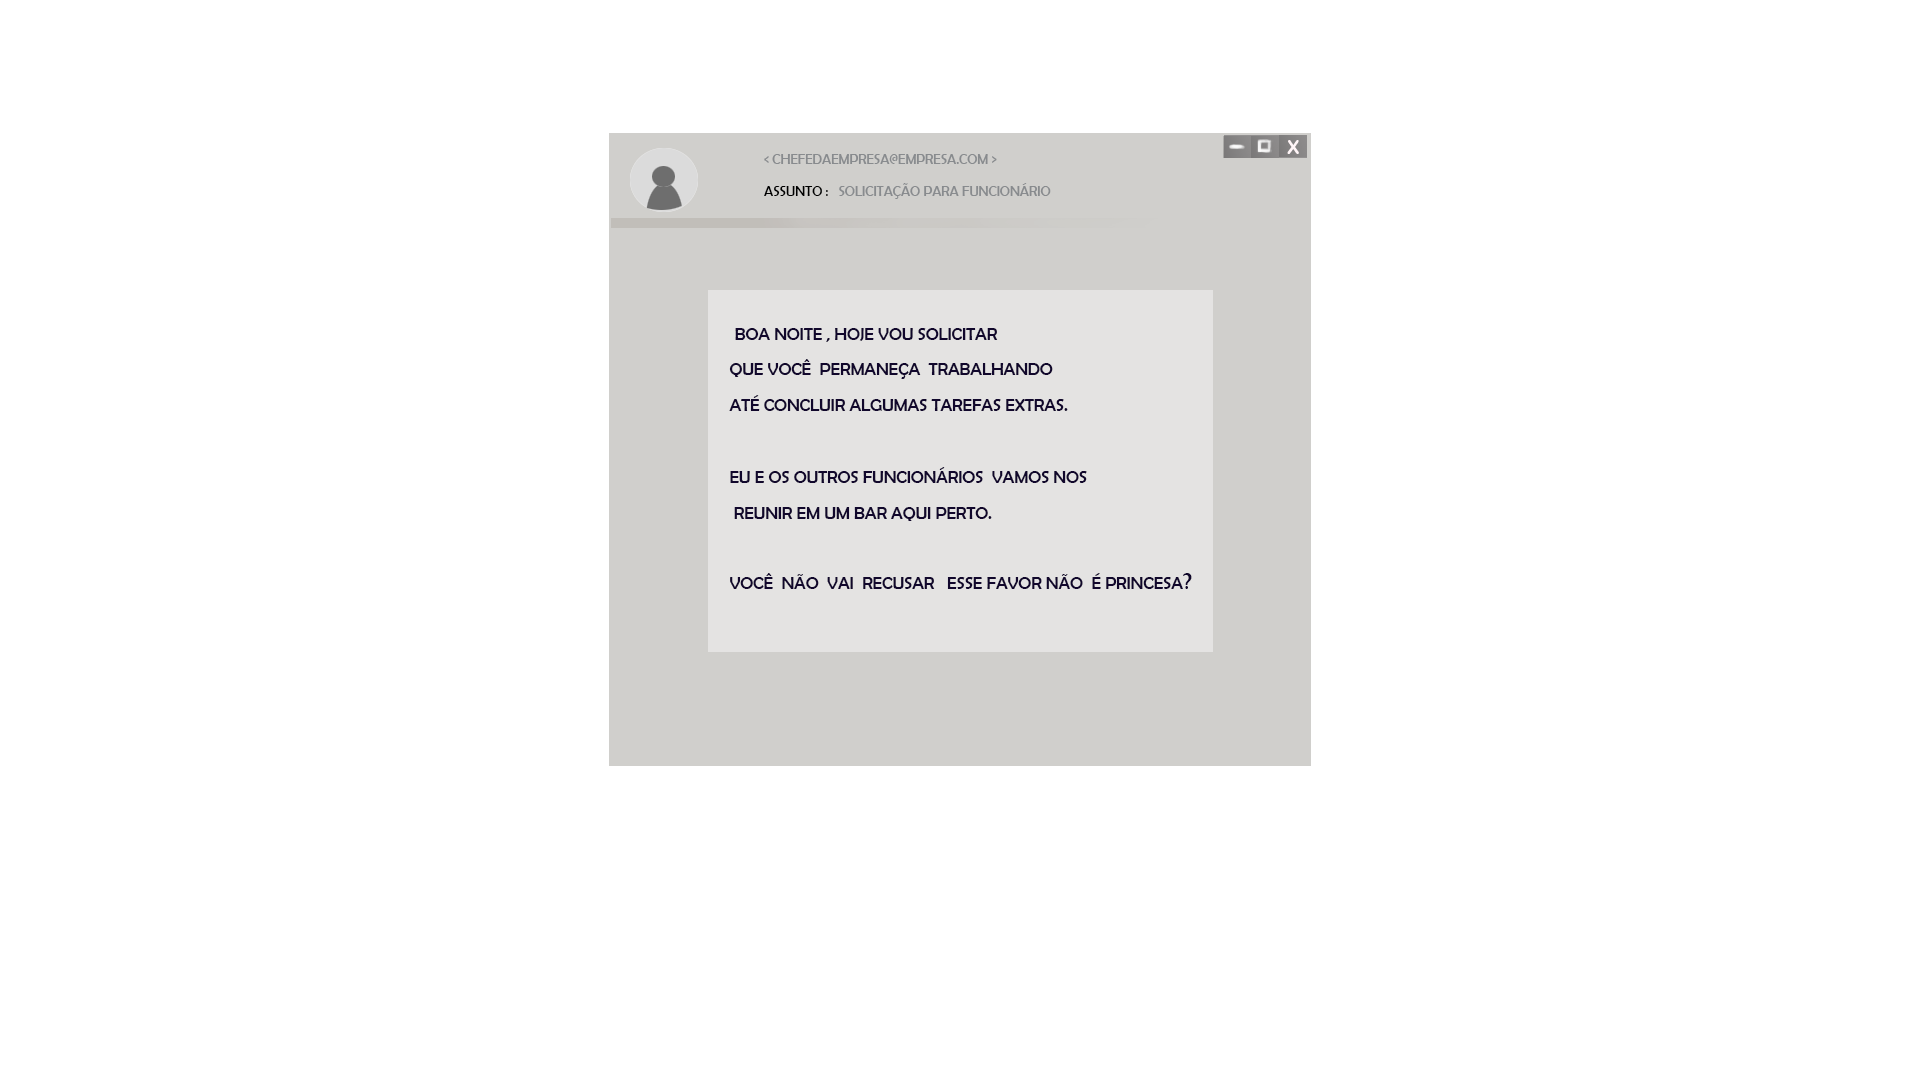 < CHEFEDAEMPRESA@EMPRESA.COM >
ASSUNTO : SOLICITAÇÃO PARA FUNCIONÁRIO
BOA NOITE , HOJE VOU SOLICITAR
QUE VOCÊ PERMANEÇA TRABALHANDO
ATÉ CONCLUIR ALGUMAS TAREFAS EXTRAS.
EU E OS OUTROS FUNCIONÁRIOS VAMOS NOS
REUNIR EM UM BAR AQUI PERTO.
VOCÊ NÃO VAI RECUSAR ESSE FAVOR NÃO É PRINCESA?